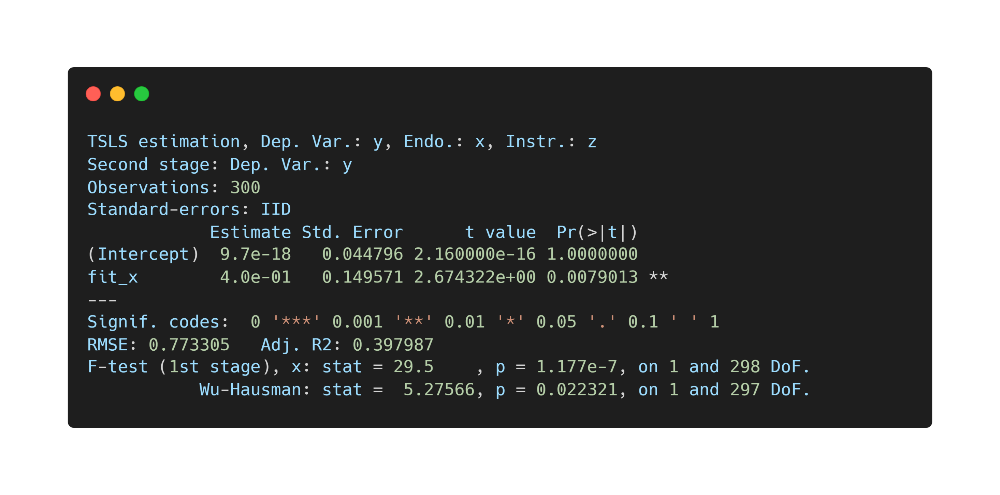 TSLS estimation, Dep. Var.: y, Endo.: x, Instr.: z
Second stage: Dep. Var.: y
Observations: 300
Standard-errors: IID
            Estimate Std. Error      t value  Pr(>|t|)
(Intercept)  9.7e-18   0.044796 2.160000e-16 1.0000000
fit_x        4.0e-01   0.149571 2.674322e+00 0.0079013 **
---
Signif. codes:  0 '***' 0.001 '**' 0.01 '*' 0.05 '.' 0.1 ' ' 1
RMSE: 0.773305   Adj. R2: 0.397987
F-test (1st stage), x: stat = 29.5    , p = 1.177e-7, on 1 and 298 DoF.
           Wu-Hausman: stat =  5.27566, p = 0.022321, on 1 and 297 DoF.